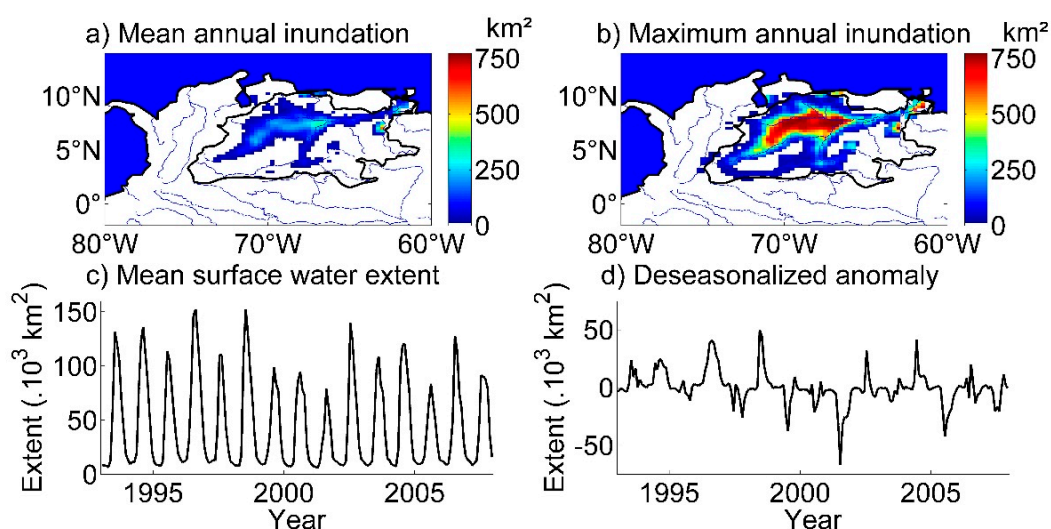 a) Mean annual inundation
km²
750
500
250
0
10°N
5°N
0°
80°W
70°W
60°W
b) Maximum annual inundation
km²
750
500
250
0
10°N
5°N
0°
80°W
70°W
60°W
c) Mean surface water extent
Extent (.10³ km²)
150
100
50
0
1995
2000
2005
Year
d) Deseasonalized anomaly
Extent (.10³ km²)
50
0
-50
1995
2000
2005
Year